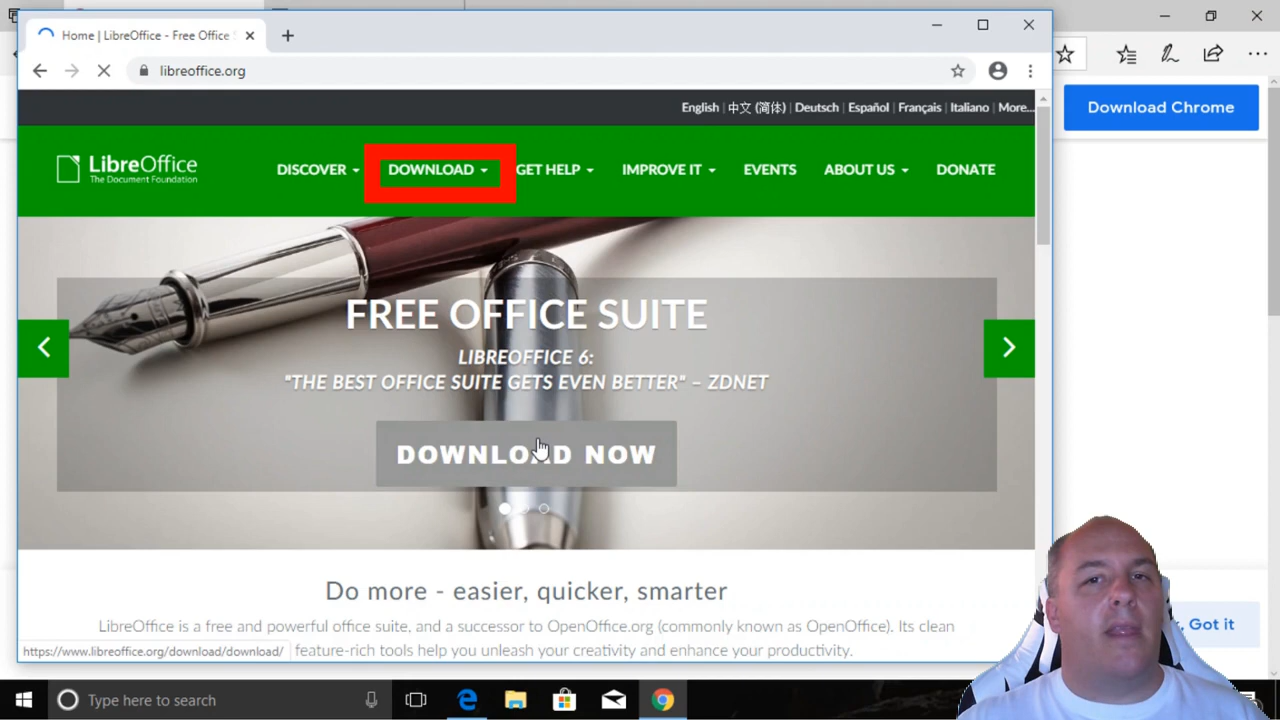 Home | LibreOffice - Free Office
libreoffice.org
Download Chrome
English | 中文 (简体) | Deutsch | Español | Français | Italiano | More...
LibreOffice
The Document Foundation
DISCOVER DOWNLOAD GET HELP IMPROVE IT EVENTS ABOUT US DONATE
FREE OFFICE SUITE
LIBREOFFICE 6:
"THE BEST OFFICE SUITE GETS EVEN BETTER" – ZDNET
DOWNLOAD NOW
Do more - easier, quicker, smarter
LibreOffice is a free and powerful office suite, and a successor to OpenOffice.org (commonly known as OpenOffice). Its clean
feature-rich tools help you unleash your creativity and enhance your productivity.
https://www.libreoffice.org/download/download/
Got it
Type here to search